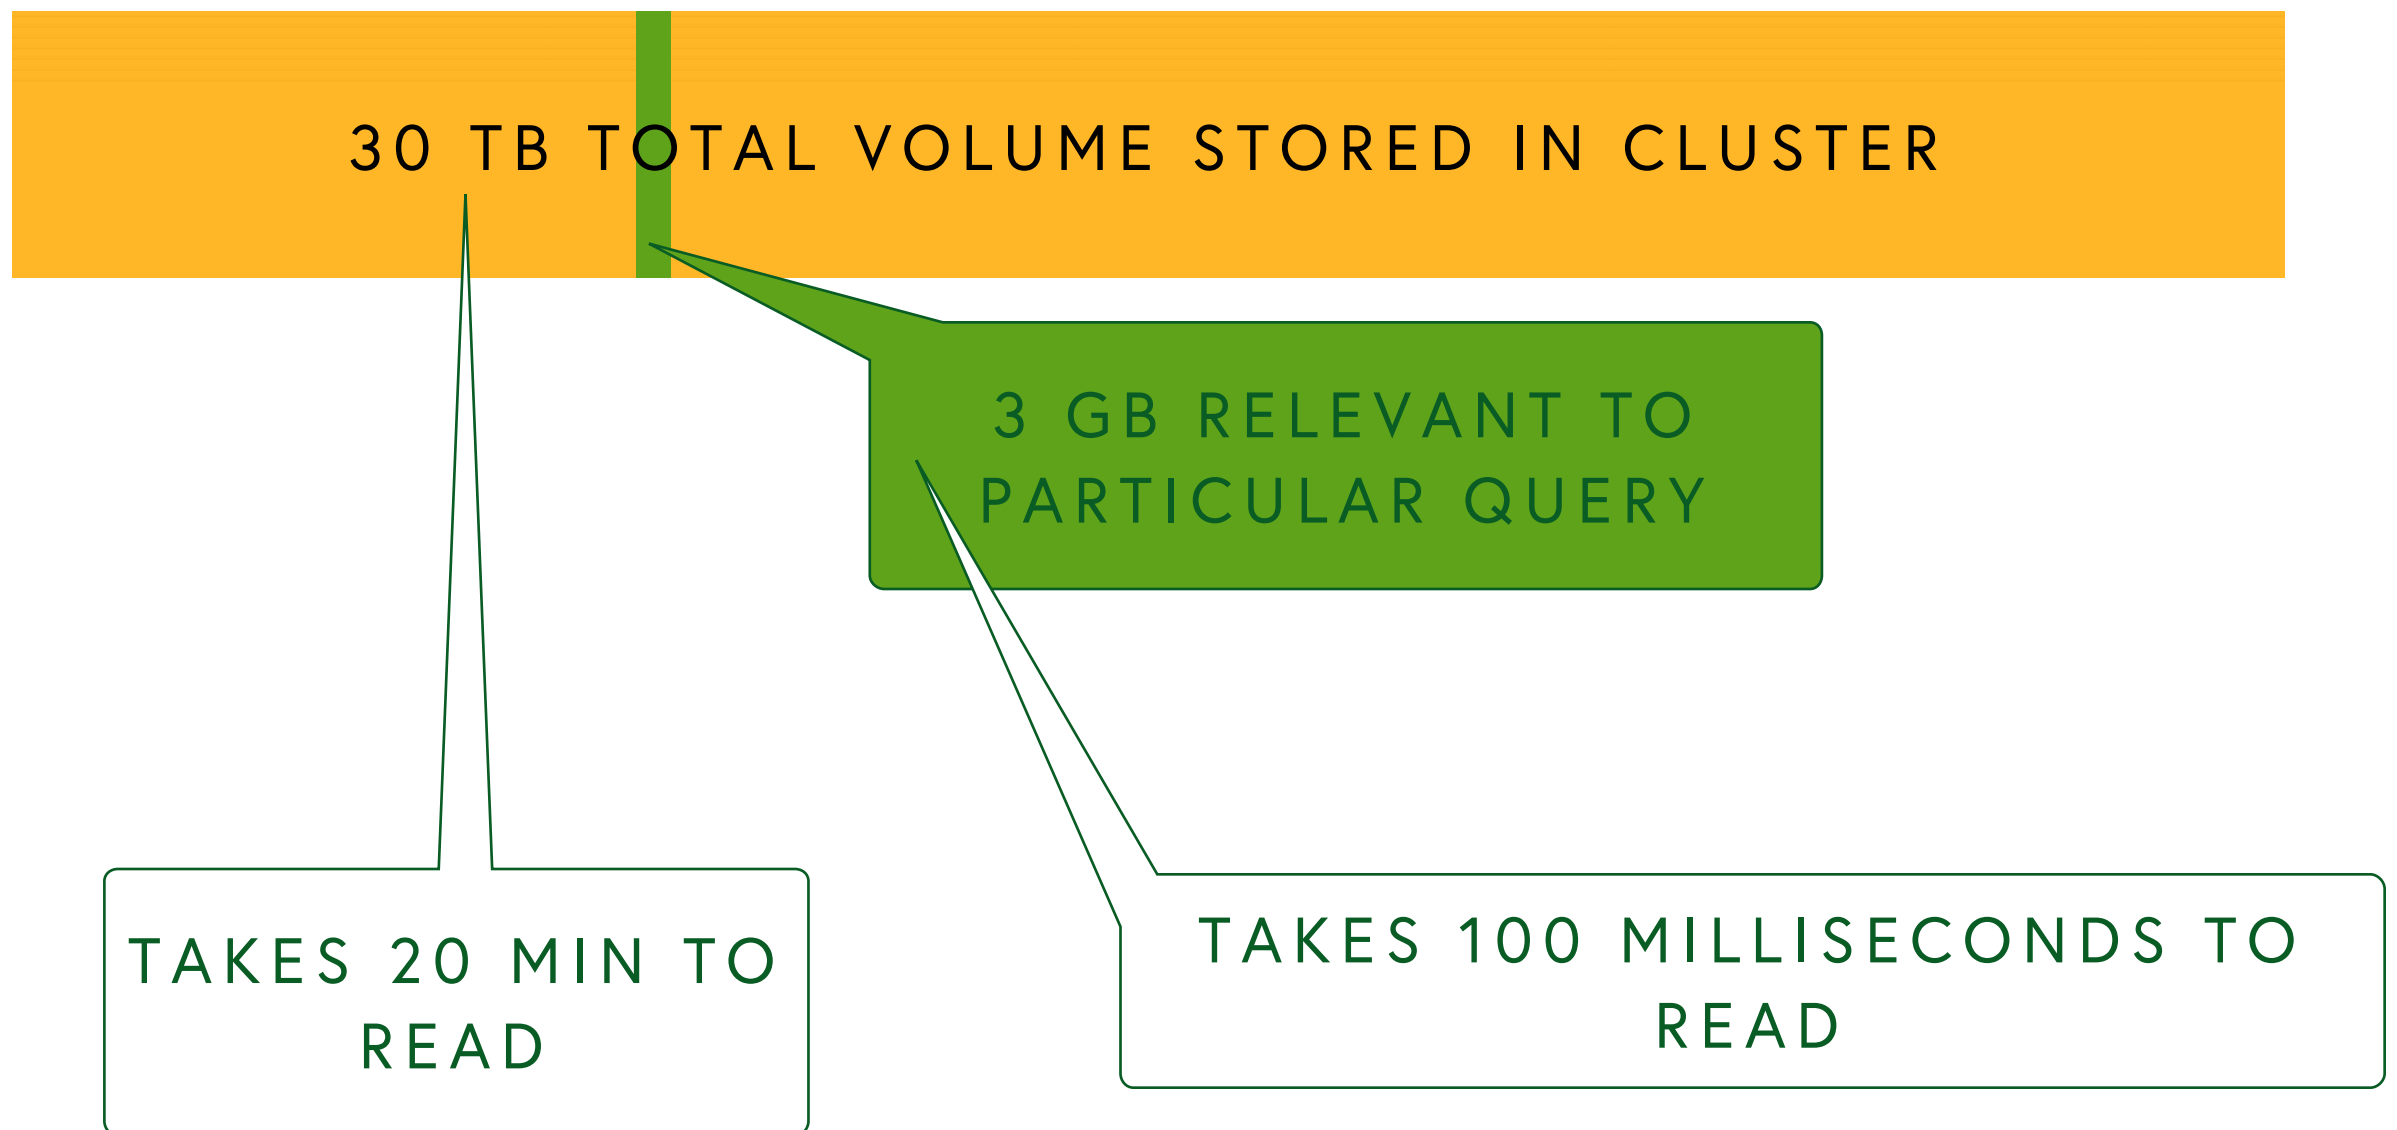 30 TB TOTAL VOLUME STORED IN CLUSTER
3 GB RELEVANT TO
PARTICULAR QUERY
TAKES 20 MIN TO
READ
TAKES 100 MILLISECONDS TO
READ